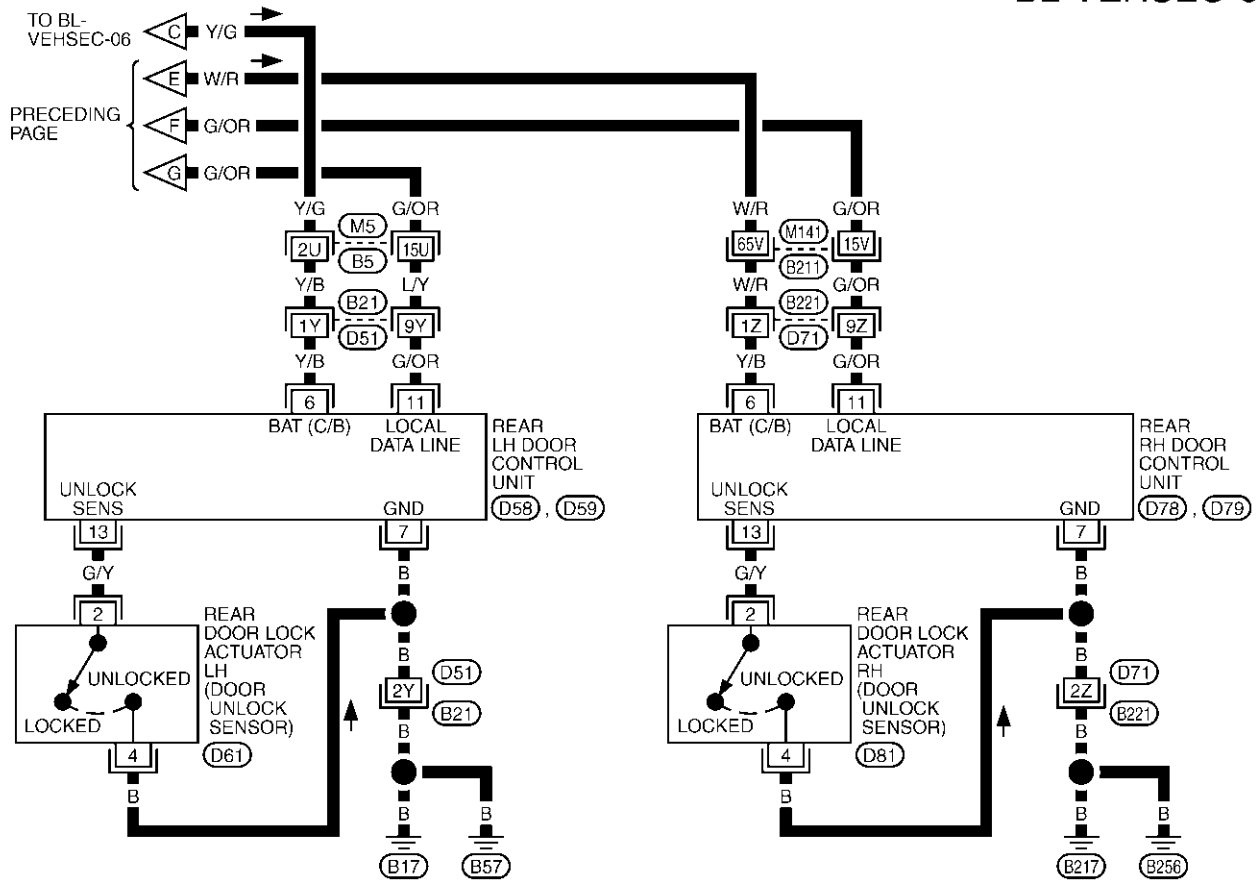 TO BL-
VEHSEC-06
C Y/G
E W/R
PRECEDING
PAGE
F G/OR
G G/OR
Y/G G/OR W/R G/OR
2U M5 15U 65V M141 15V
B5 B211
Y/B L/Y W/R G/OR
1Y B21 9Y 1Z B221 9Z
D51 D71
Y/B G/OR Y/B G/OR
6 11 6 11
BAT (C/B) LOCAL
DATA LINE
REAR
LH DOOR
CONTROL
UNIT
D58 , D59
BAT (C/B) LOCAL
DATA LINE
REAR
RH DOOR
CONTROL
UNIT
D78 , D79
UNLOCK
SENS
GND
UNLOCK
SENS
GND
13 7 13 7
G/Y B G/Y B
2
REAR
DOOR LOCK
ACTUATOR
LH
(DOOR
UNLOCK
SENSOR)
D61
UNLOCKED
LOCKED
4
B
B
2Y
D51
B21
B
B B
B17 B57
2
REAR
DOOR LOCK
ACTUATOR
RH
(DOOR
UNLOCK
SENSOR)
D81
UNLOCKED
LOCKED
4
B
B
2Z
D71
B221
B
B B
B217 B256